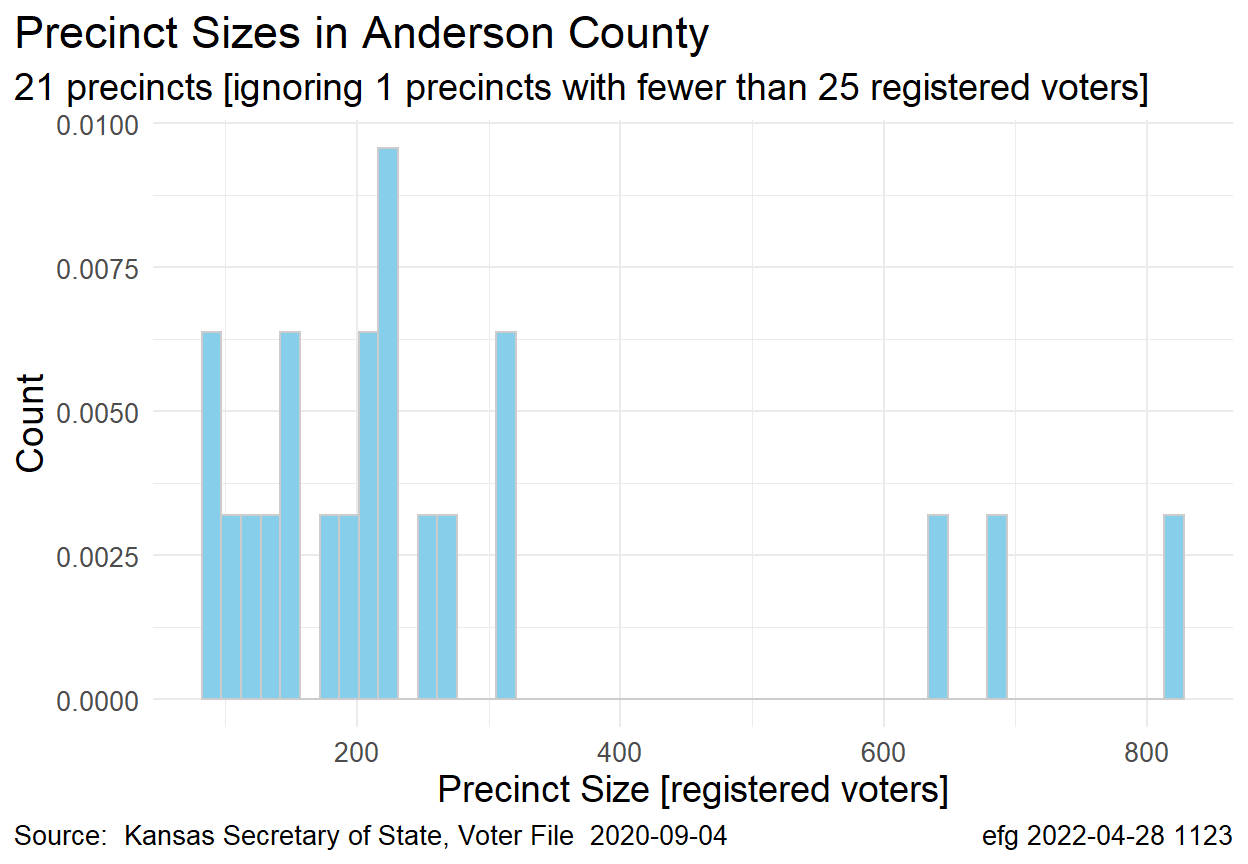 Precinct Sizes in Anderson County
21 precincts [ignoring 1 precincts with fewer than 25 registered voters]
0.0100
0.0075
0.0050
0.0025
0.0000
Count
200 400 600 800
Precinct Size [registered voters]
Source:  Kansas Secretary of State, Voter File  2020-09-04
efg 2022-04-28 1123